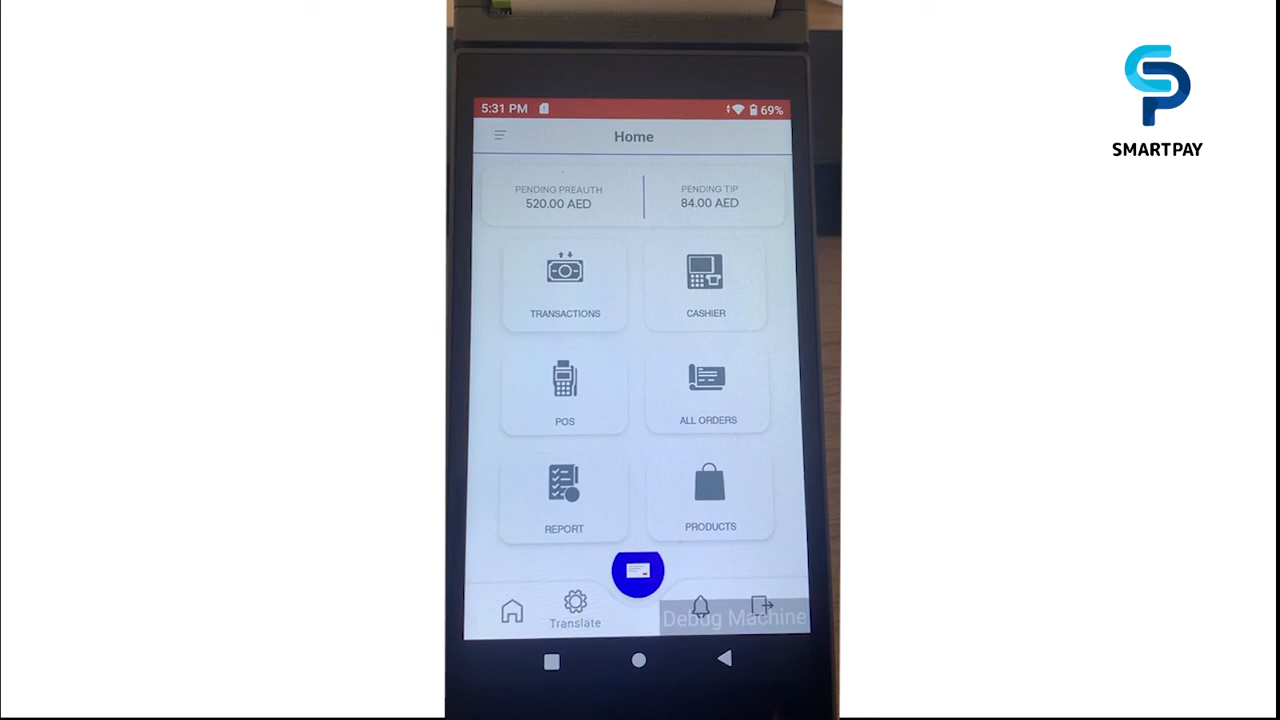 5:31 PM 69%
Home
PENDING PREAUTH PENDING TIP
520.00 AED 84.00 AED
TRANSACTIONS CASHIER
POS ALL ORDERS
REPORT PRODUCTS
Translate
Debug Machine
SMARTPAY